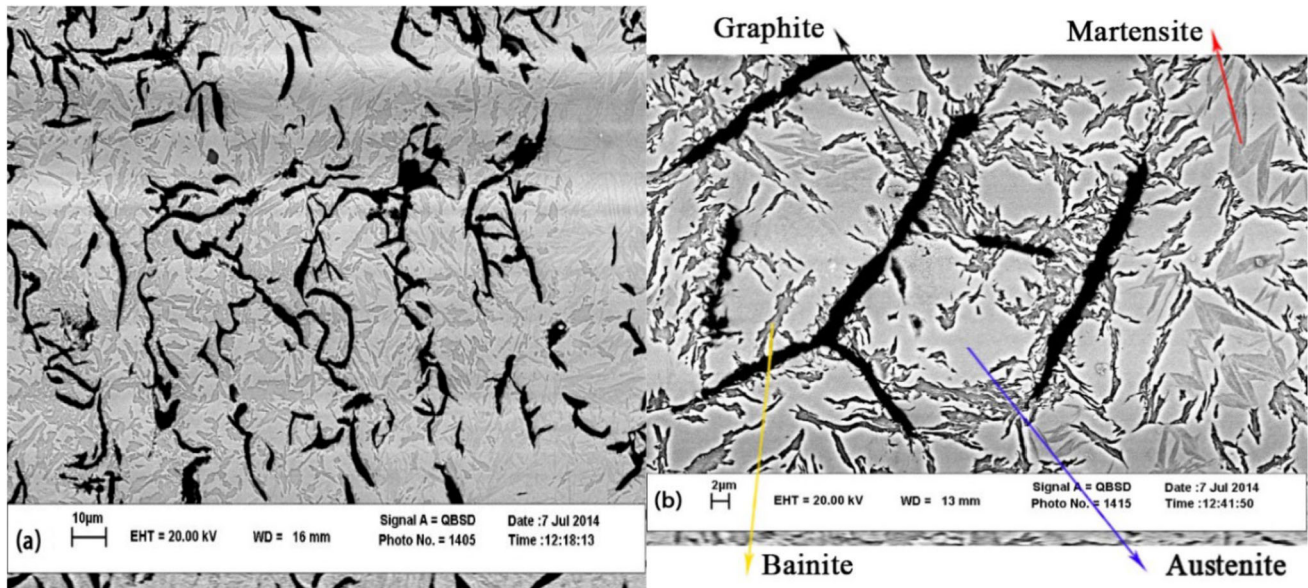 Graphite
Martensite
(a)
10µm
EHT = 20.00 kV
WD = 16 mm
Signal A = QBSD
Photo No. = 1405
Date :7 Jul 2014
Time :12:18:13
(b)
2µm
EHT = 20.00 kV
WD = 13 mm
Signal A = QBSD
Photo No. = 1415
Date :7 Jul 2014
Time :12:41:50
Bainite
Austenite